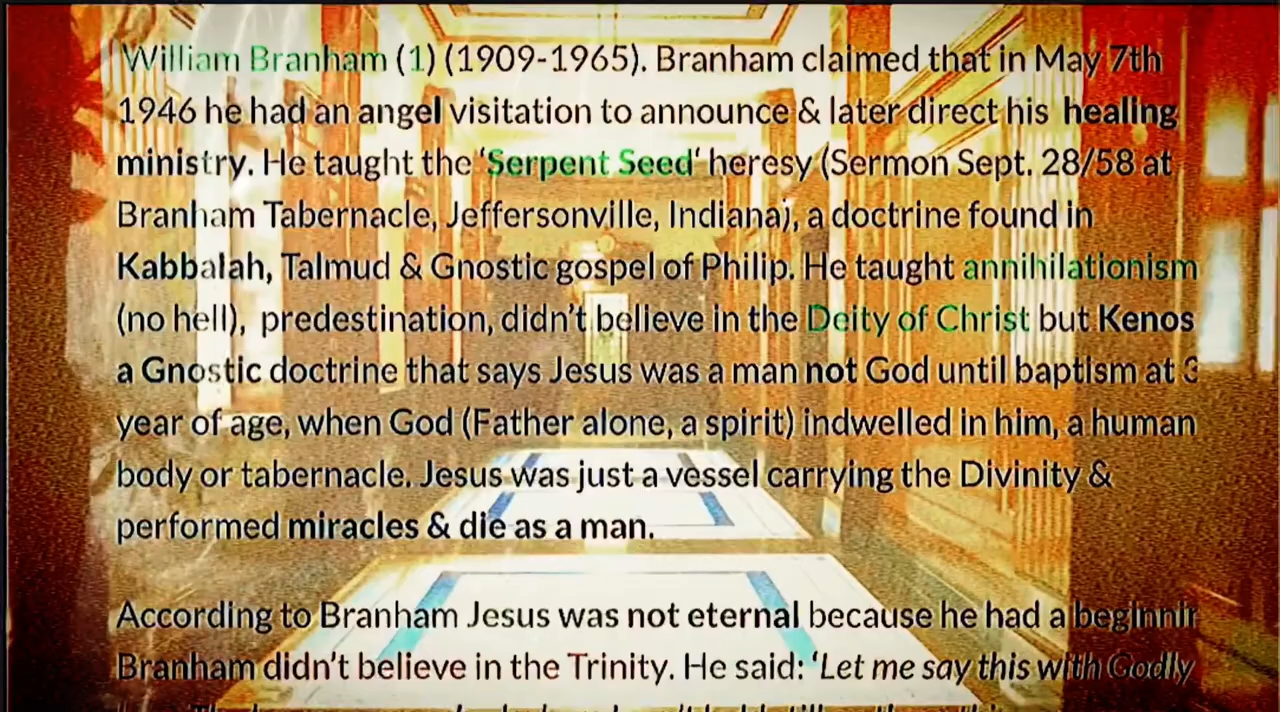 William Branham (1) (1909-1965). Branham claimed that in May 7th
1946 he had an angel visitation to announce & later direct his healing
ministry. He taught the 'Serpent Seed' heresy (Sermon Sept. 28/58 at
Branham Tabernacle, Jeffersonville, Indiana), a doctrine found in
Kabbalah, Talmud & Gnostic gospel of Philip. He taught annihilationism
(no hell), predestination, didn't believe in the Deity of Christ but Kenos
a Gnostic doctrine that says Jesus was a man not God until baptism at 3
year of age, when God (Father alone, a spirit) indwelled in him, a human
body or tabernacle. Jesus was just a vessel carrying the Divinity &
performed miracles & die as a man.
According to Branham Jesus was not eternal because he had a
Branham didn't believe in the Trinity. He said: 'Let me say this with Godly